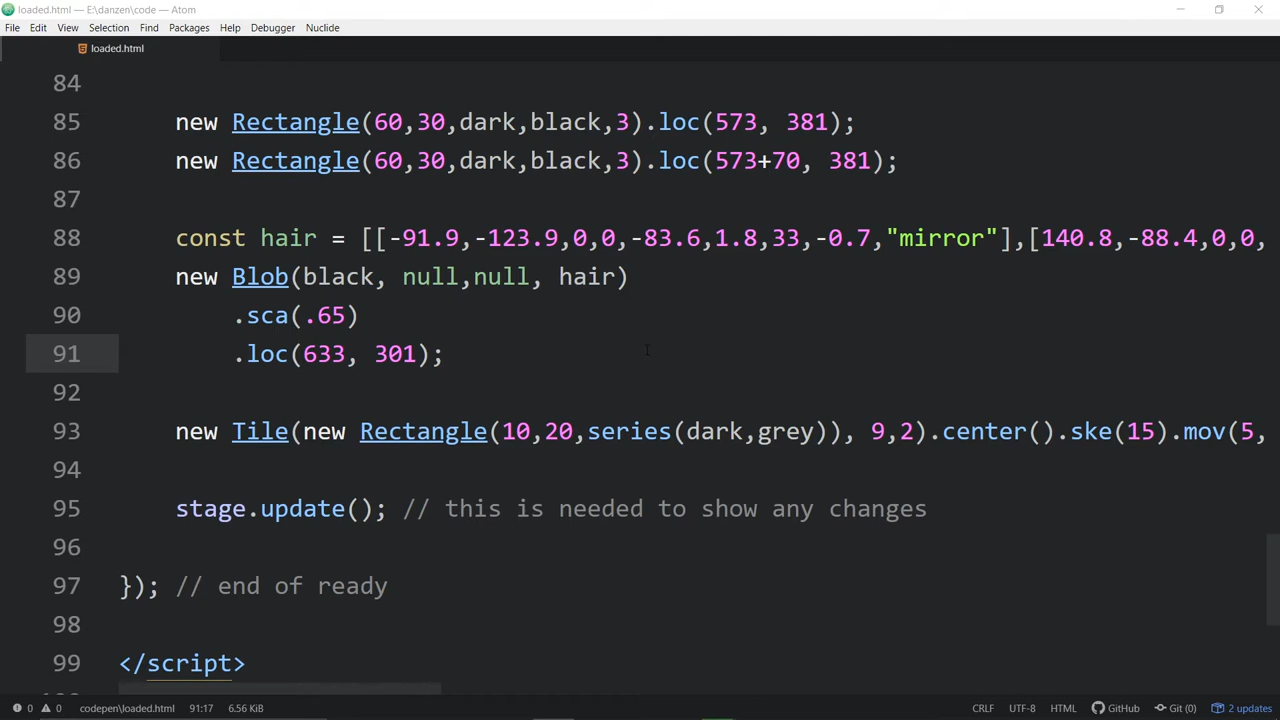 loaded.html — E:\danzen\code — Atom
File Edit View Selection Find Packages Help Debugger Nuclide
loaded.html
84
85 new Rectangle(60,30,dark,black,3).loc(573, 381);
86 new Rectangle(60,30,dark,black,3).loc(573+70, 381);
87
88 const hair = [[-91.9,-123.9,0,0,-83.6,1.8,33,-0.7,"mirror"],[140.8,-88.4,0,0,
89 new Blob(black, null,null, hair)
90 .sca(.65)
91 .loc(633, 301);
92
93 new Tile(new Rectangle(10,20,series(dark,grey)), 9,2).center().ske(15).mov(5,
94
95 stage.update(); // this is needed to show any changes
96
97 }); // end of ready
98
99 </script>
0 0 codepen\loaded.html 91:17 6.56 KiB CRLF UTF-8 HTML GitHub Git (0) 2 updates